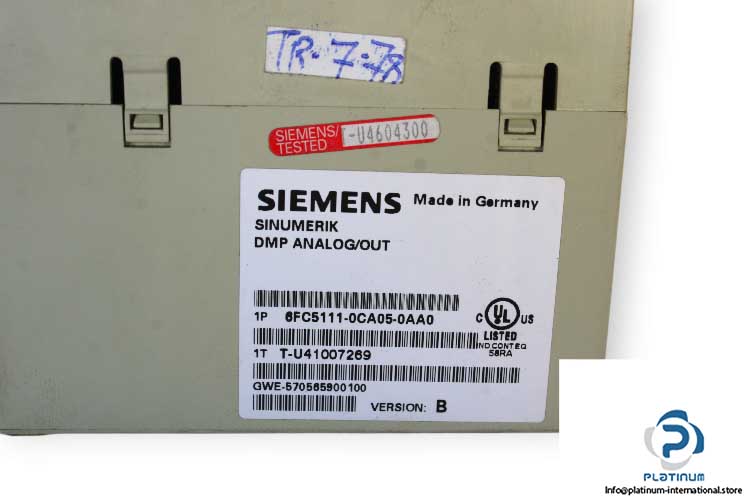 TR-7-78
SIEMENS/
TESTED
-U4604300
SIEMENS Made in Germany
SINUMERIK
DMP ANALOG/OUT
1P 6FC5111-0CA05-0AA0
C UL US
LISTED
IND CONT EQ
58RA
1T T-U41007269
GWE-570565900100
VERSION: B
PLATINUM
Info@platinum-international.store